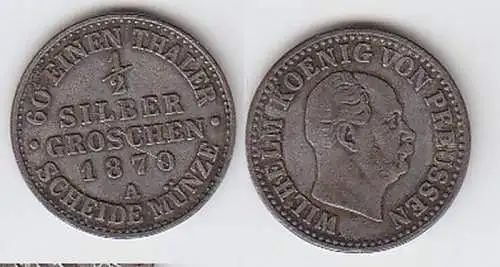 60 EINEN THALER
1/2
SILBER
GROSCHEN
1870
A
SCHEIDE MÜNZE
WILHELM KOENIG VON PREUSSEN